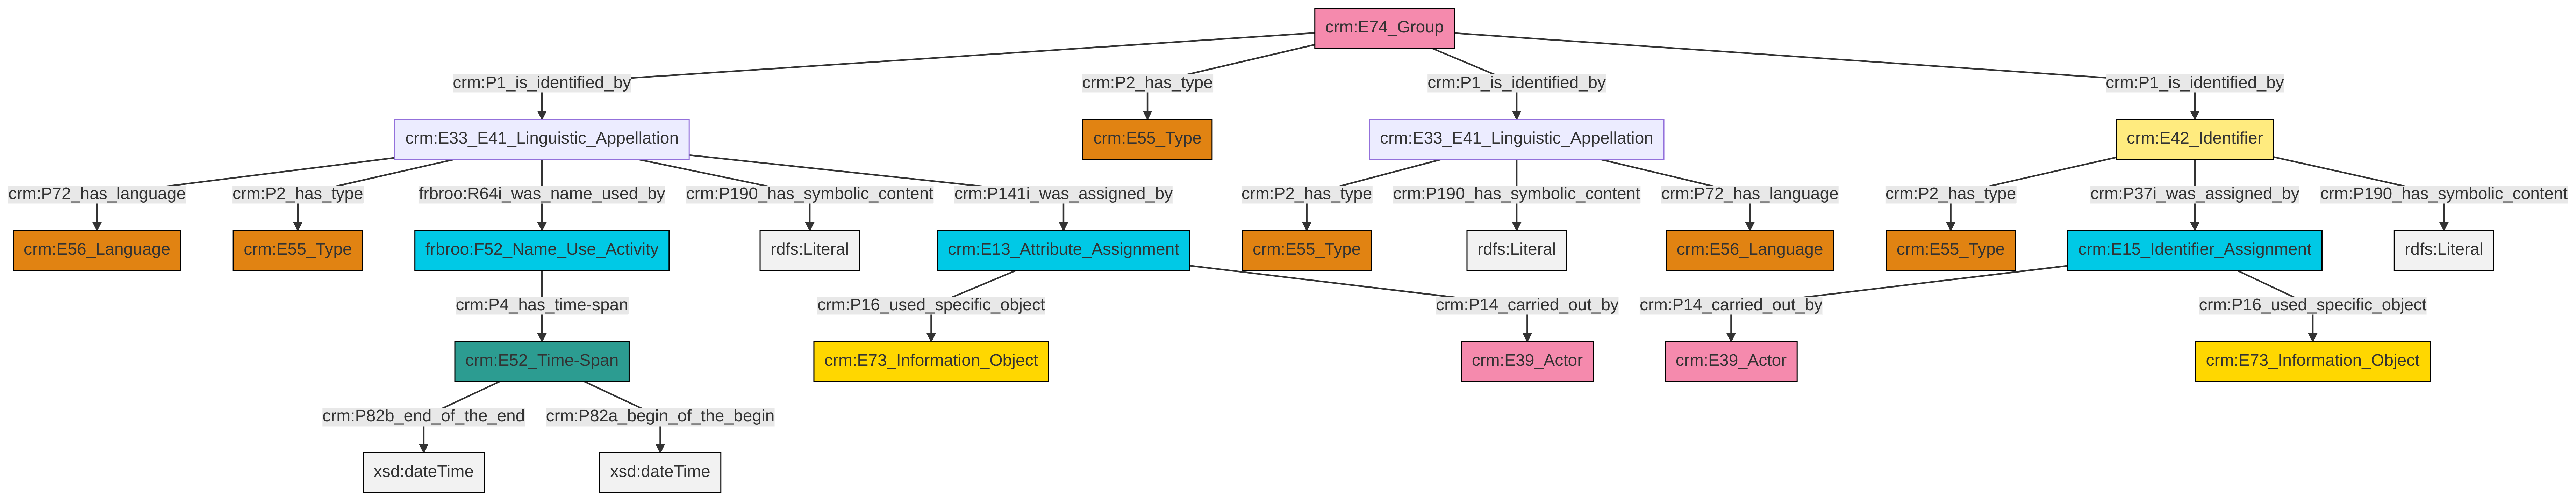 crm:E74_Group
crm:P1_is_identified_by
crm:P2_has_type
crm:P1_is_identified_by
crm:P1_is_identified_by
crm:E33_E41_Linguistic_Appellation
crm:E55_Type
crm:E33_E41_Linguistic_Appellation
crm:E42_Identifier
crm:P72_has_language
crm:P2_has_type
frbroo:R64i_was_name_used_by
crm:P190_has_symbolic_content
crm:P141i_was_assigned_by
crm:P2_has_type
crm:P190_has_symbolic_content
crm:P72_has_language
crm:P2_has_type
crm:P37i_was_assigned_by
crm:P190_has_symbolic_content
crm:E56_Language
crm:E55_Type
frbroo:F52_Name_Use_Activity
rdfs:Literal
crm:E13_Attribute_Assignment
crm:E55_Type
rdfs:Literal
crm:E56_Language
crm:E55_Type
crm:E15_Identifier_Assignment
rdfs:Literal
crm:P4_has_time-span
crm:P16_used_specific_object
crm:P14_carried_out_by
crm:P14_carried_out_by
crm:P16_used_specific_object
crm:E52_Time-Span
crm:E73_Information_Object
crm:E39_Actor
crm:E39_Actor
crm:E73_Information_Object
crm:P82b_end_of_the_end
crm:P82a_begin_of_the_begin
xsd:dateTime
xsd:dateTime